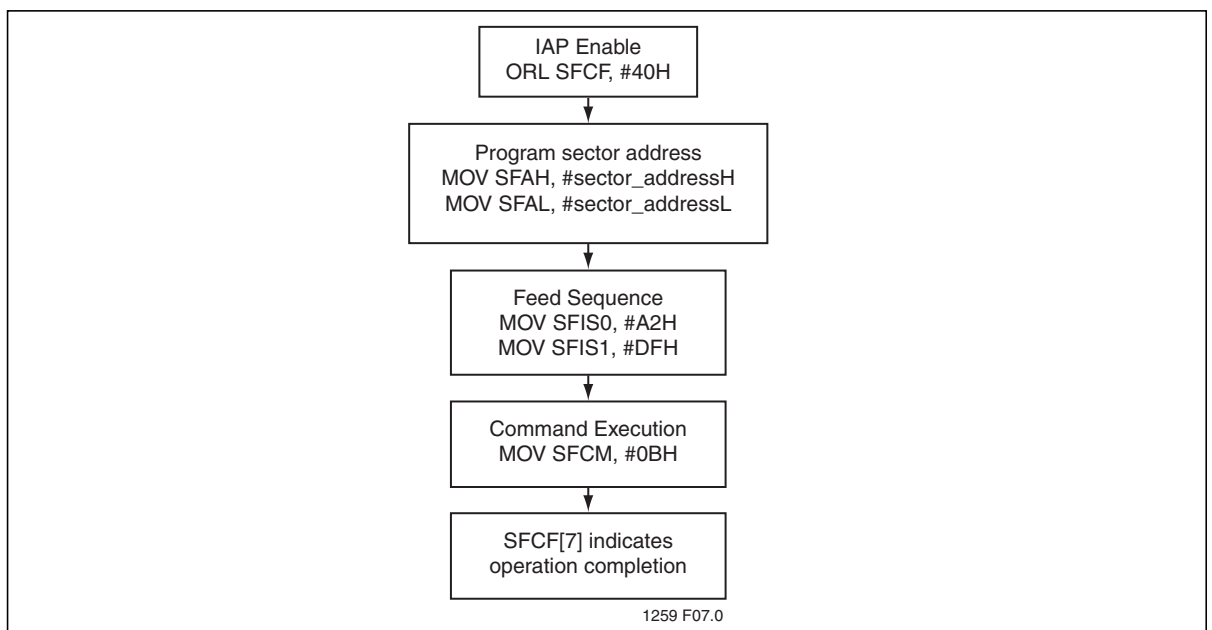 IAP Enable
ORL SFCF, #40H
Program sector address
MOV SFAH, #sector_addressH
MOV SFAL, #sector_addressL
Feed Sequence
MOV SFIS0, #A2H
MOV SFIS1, #DFH
Command Execution
MOV SFCM, #0BH
SFCF[7] indicates
operation completion
1259 F07.0